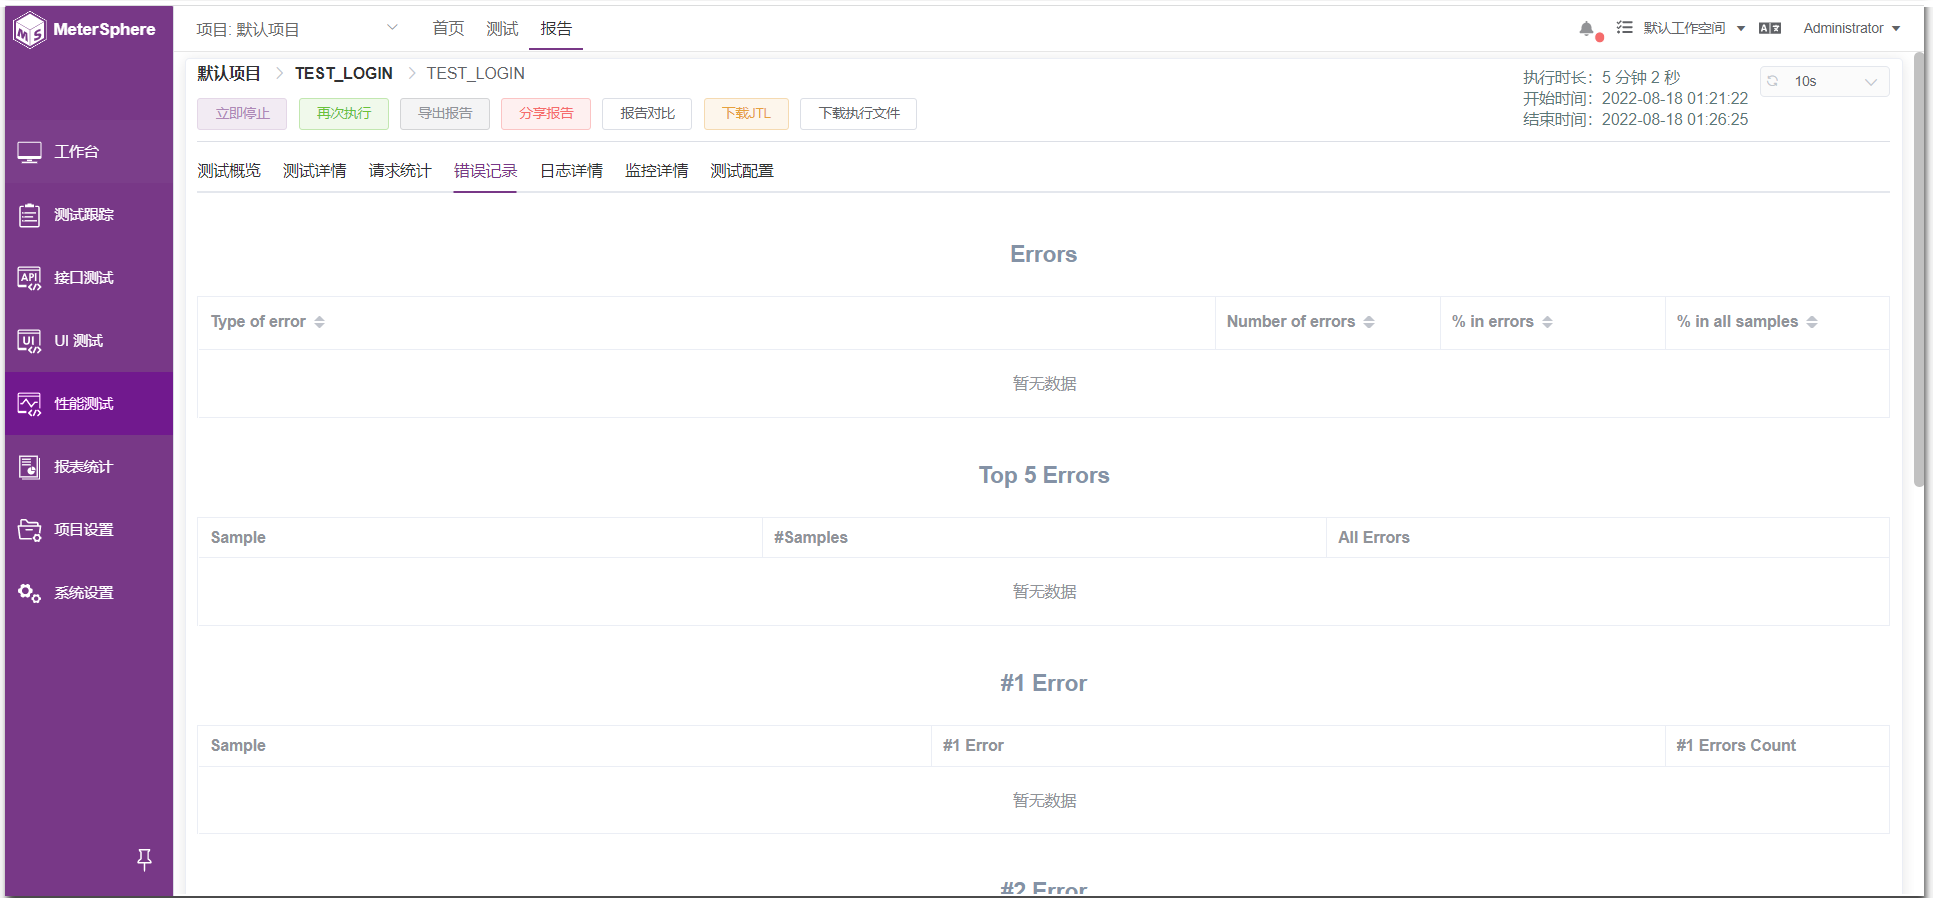 MeterSphere
项目: 默认项目
首页
测试
报告
默认工作空间
Administrator
默认项目 TEST_LOGIN TEST_LOGIN
立即停止
再次执行
导出报告
分享报告
报告对比
下载JTL
下载执行文件
执行时长：5 分钟 2 秒
开始时间：2022-08-18 01:21:22
结束时间：2022-08-18 01:26:25
10s
工作台
测试跟踪
接口测试
UI 测试
性能测试
报表统计
项目设置
系统设置
测试概览
测试详情
请求统计
错误记录
日志详情
监控详情
测试配置
Errors
Type of error
Number of errors
% in errors
% in all samples
暂无数据
Top 5 Errors
Sample
#Samples
All Errors
暂无数据
#1 Error
Sample
#1 Error
#1 Errors Count
暂无数据
#2 Error